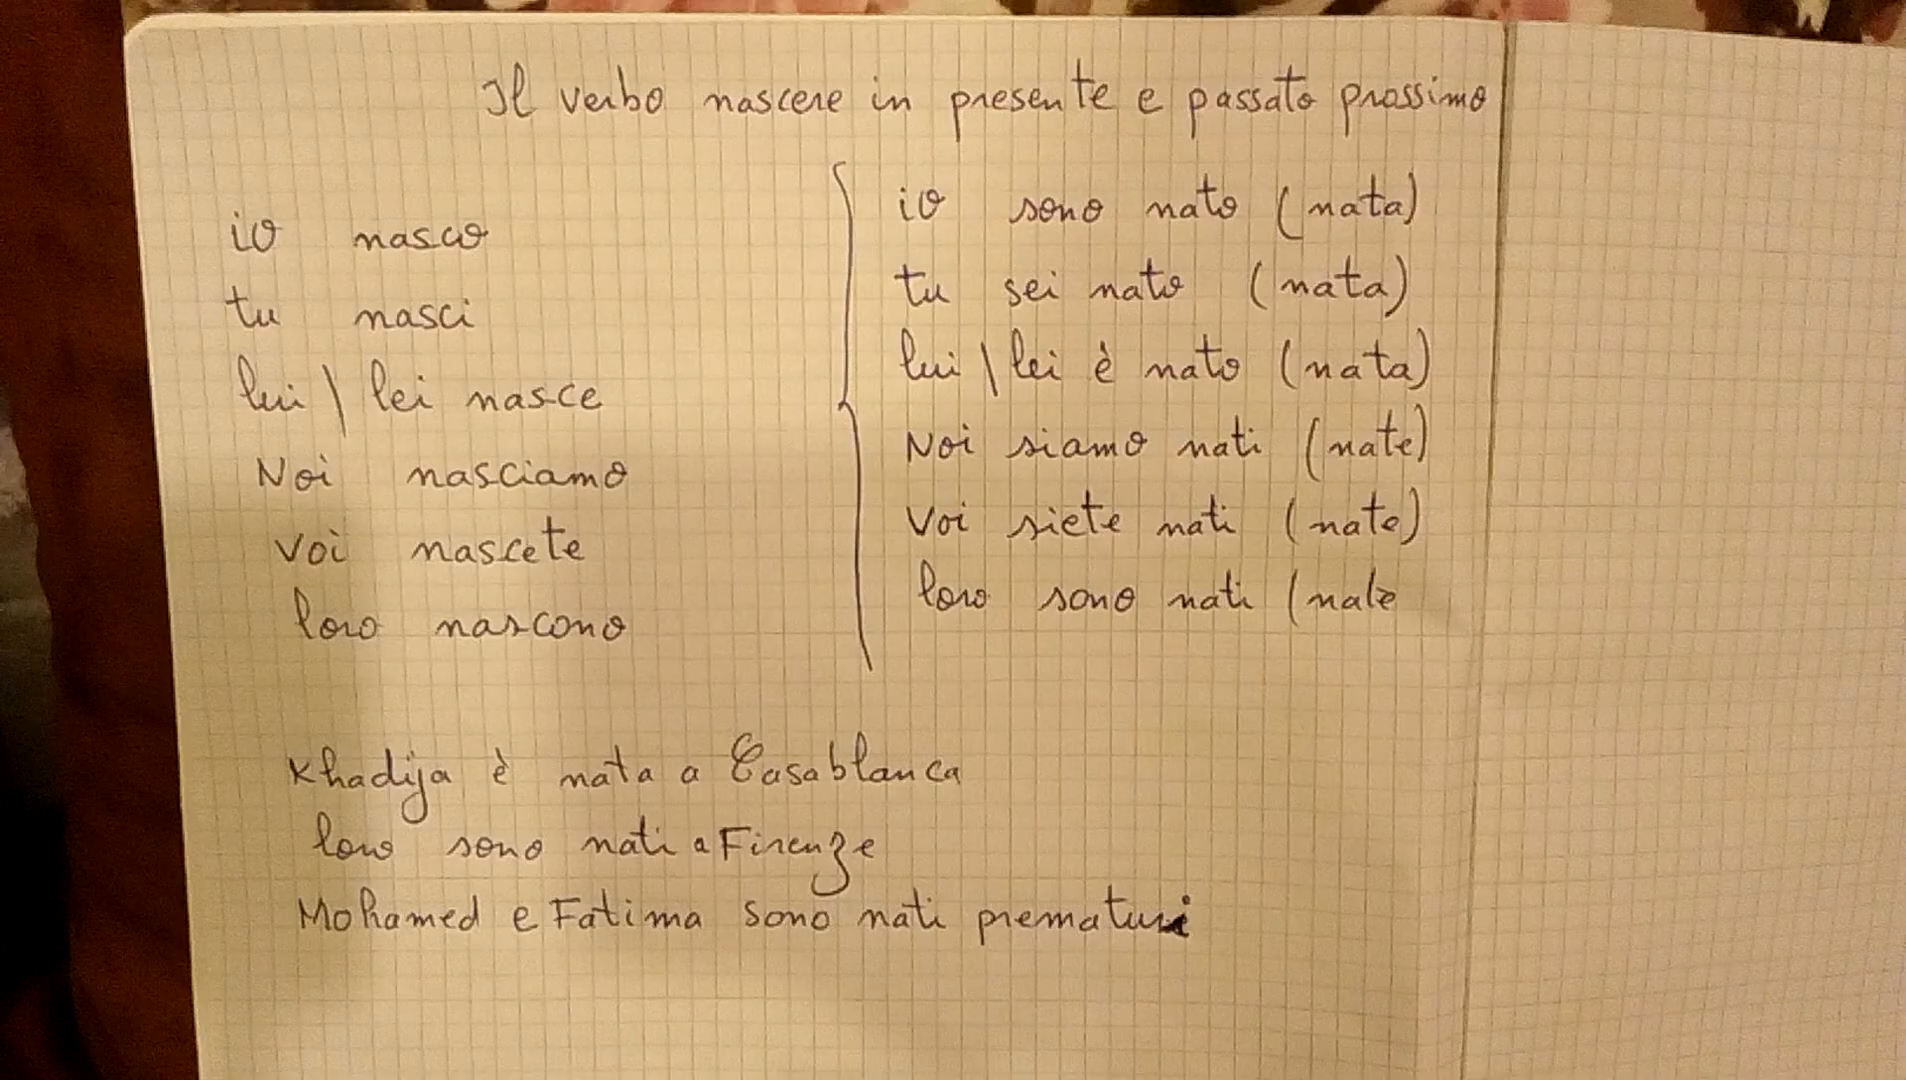 Il verbo nascere in presente e passato prossimo
io nasco
tu nasci
lui \ lei nasce
Noi nasciamo
Voi nascete
loro nascono
io sono nato (nata)
tu sei nato (nata)
lui \ lei è nato (nata)
Noi siamo nati (nate)
Voi siete nati (nate)
loro sono nati (nate
Khadija è nata a Casablanca
loro sono nati a Firenze
Mohamed e Fatima sono nati prematuri